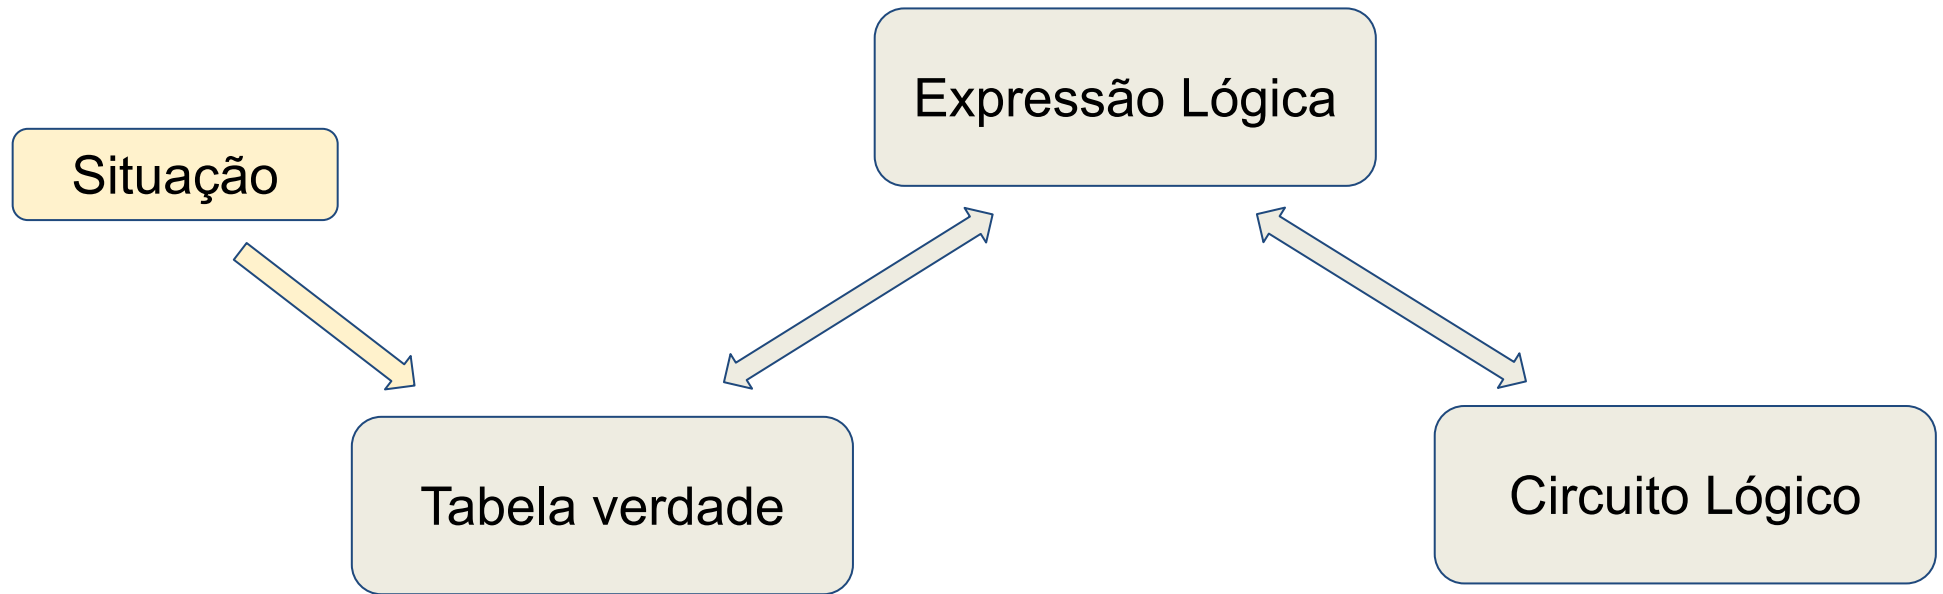 Expressão Lógica
Situação
Tabela verdade
Circuito Lógico